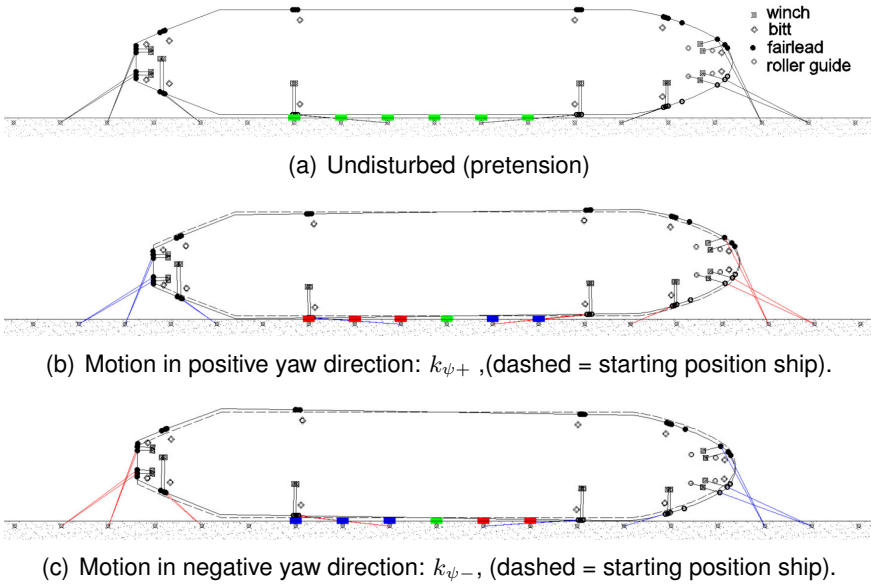 winch
bitt
fairlead
roller guide
(a) Undisturbed (pretension)
(b) Motion in positive yaw direction: kψ+ ,(dashed = starting position ship).
(c) Motion in negative yaw direction: kψ−, (dashed = starting position ship).